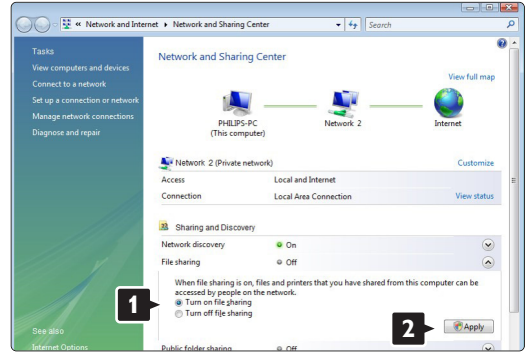 « Network and Internet ▸ Network and Sharing Center
Search
Tasks
View computers and devices
Connect to a network
Set up a connection or network
Manage network connections
Diagnose and repair
See also
Internet Options
Network and Sharing Center
View full map
PHILIPS-PC
(This computer)
Network 2
Internet
Network 2 (Private network)
Customize
Access
Local and Internet
Connection
Local Area Connection
View status
Sharing and Discovery
Network discovery
On
File sharing
Off
When file sharing is on, files and printers that you have shared from this computer can be
accessed by people on the network.
1
Turn on file sharing
Turn off file sharing
2
Apply
Public folder sharing
Off